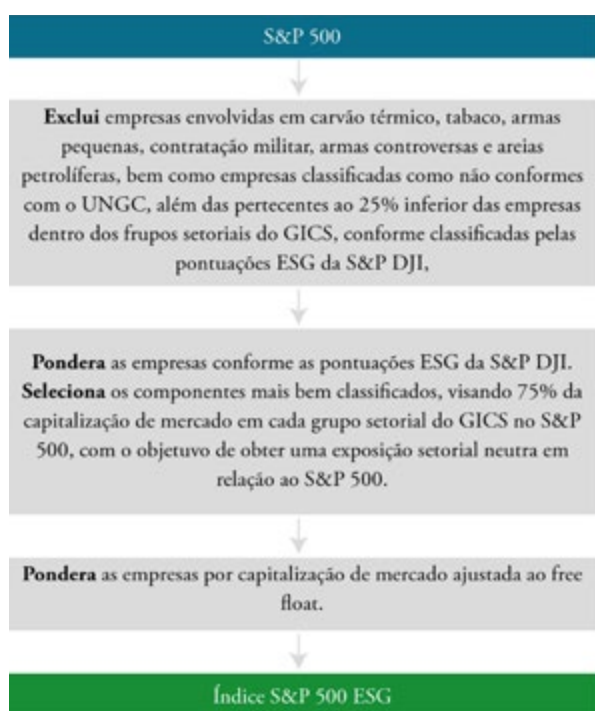 S&P 500
Exclui empresas envolvidas em carvão térmico, tabaco, armas
pequenas, contratação militar, armas controversas e areias
petrolíferas, bem como empresas classificadas como não conformes
com o UNGC, além das pertecentes ao 25% inferior das empresas
dentro dos frupos setoriais do GICS, conforme classificadas pelas
pontuações ESG da S&P DJI,
Pondera as empresas conforme as pontuações ESG da S&P DJI.
Seleciona os componentes mais bem classificados, visando 75% da
capitalização de mercado em cada grupo setorial do GICS no S&P
500, com o objetuvo de obter uma exposição setorial neutra em
relação ao S&P 500.
Pondera as empresas por capitalização de mercado ajustada ao free
float.
Índice S&P 500 ESG